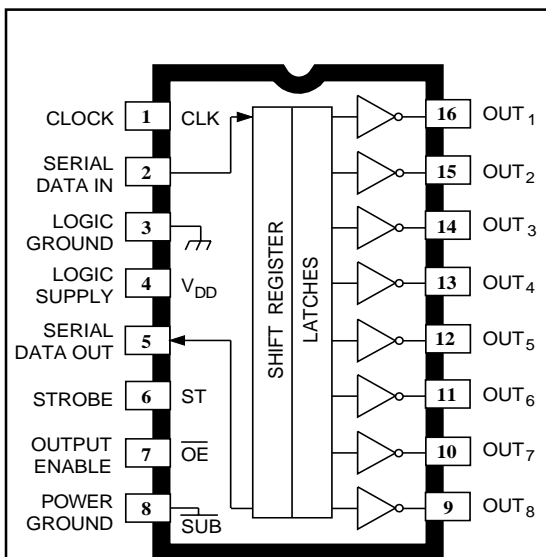 CLOCK 1 CLK 16 OUT1
SERIAL DATA IN 2 15 OUT2
LOGIC GROUND 3 14 OUT3
LOGIC SUPPLY 4 VDD 13 OUT4
SERIAL DATA OUT 5 12 OUT5
STROBE 6 ST 11 OUT6
OUTPUT ENABLE 7 OE 10 OUT7
POWER GROUND 8 SUB 9 OUT8
SHIFT REGISTER
LATCHES